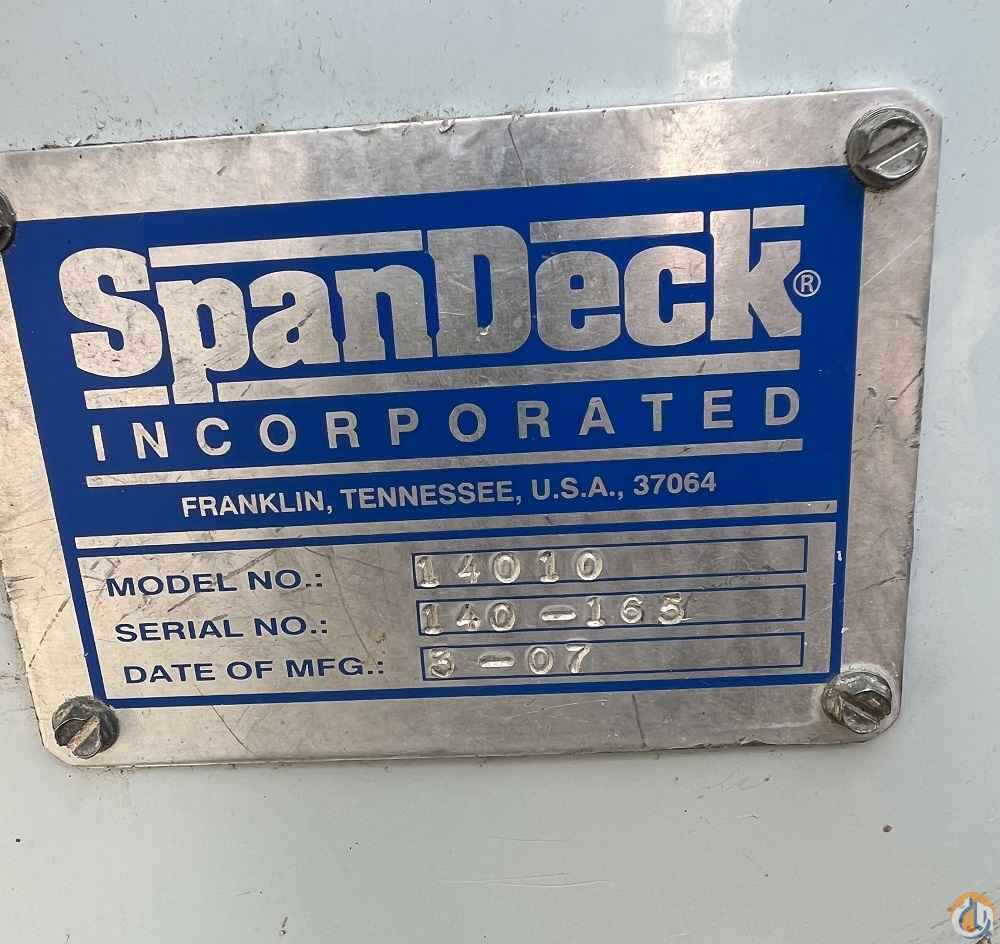 SpanDeck®
INCORPORATED
FRANKLIN, TENNESSEE, U.S.A., 37064
MODEL NO.: 14010
SERIAL NO.: 140-165
DATE OF MFG.: 3-07